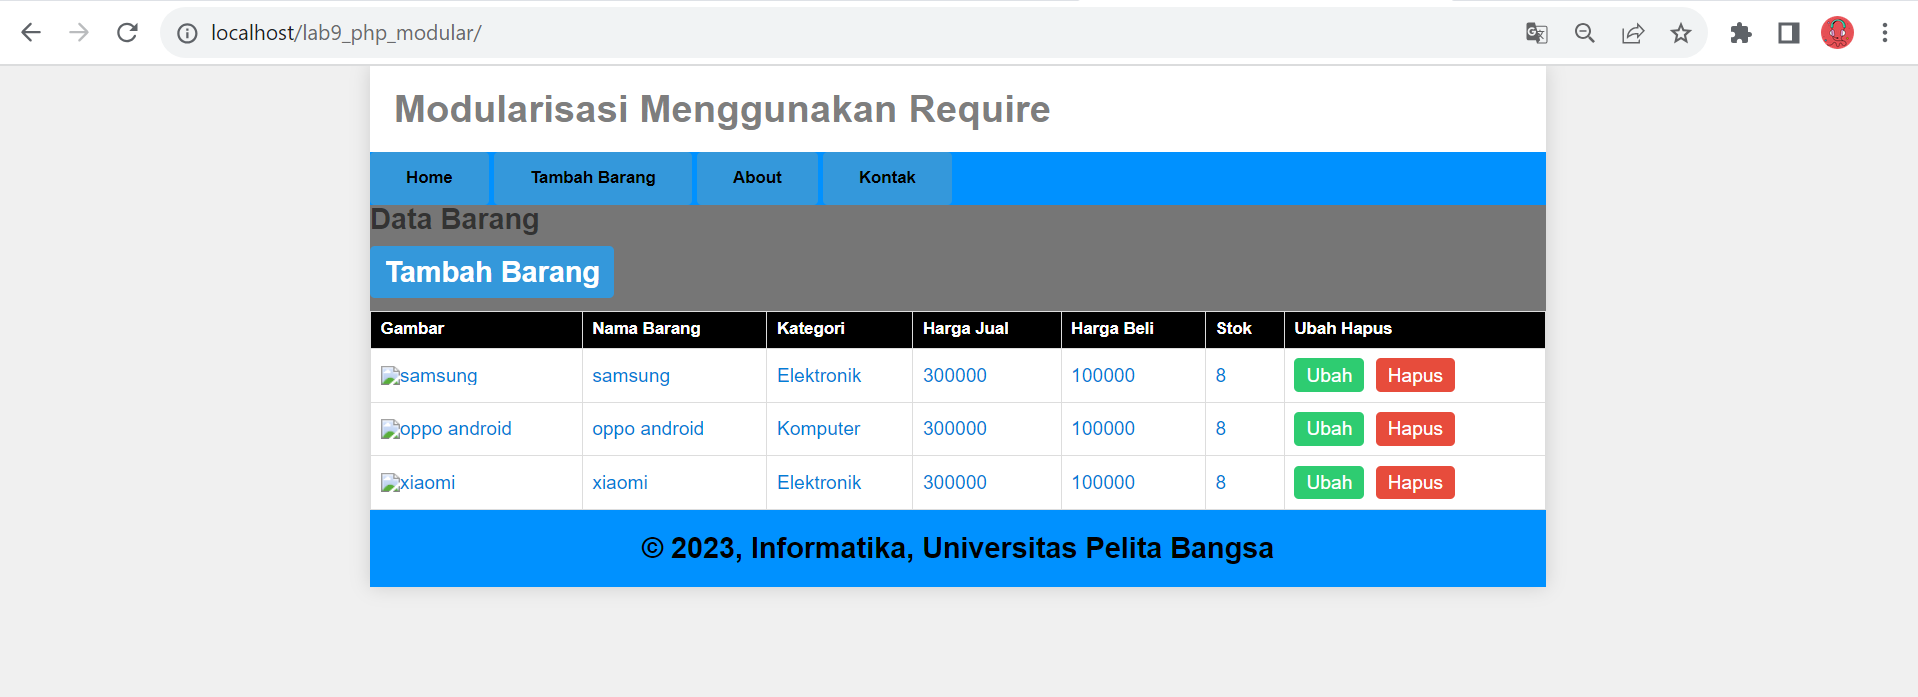 localhost/lab9_php_modular/
Modularisasi Menggunakan Require
Home Tambah Barang About Kontak
Data Barang
Tambah Barang
Gambar Nama Barang Kategori Harga Jual Harga Beli Stok Ubah Hapus
samsung samsung Elektronik 300000 100000 8 Ubah Hapus
oppo android oppo android Komputer 300000 100000 8 Ubah Hapus
xiaomi xiaomi Elektronik 300000 100000 8 Ubah Hapus
© 2023, Informatika, Universitas Pelita Bangsa